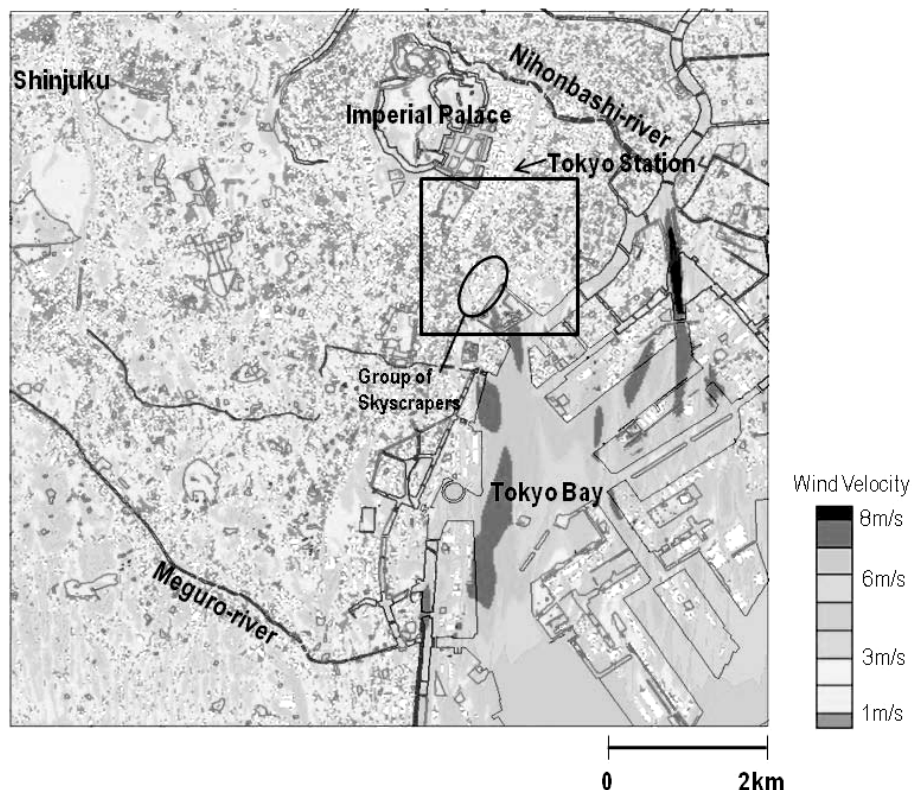 Shinjuku
Imperial Palace
Nihonbashi-river
Tokyo Station
Group of
Skyscrapers
Tokyo Bay
Meguro-river
Wind Velocity
8m/s
6m/s
3m/s
1m/s
0
2km